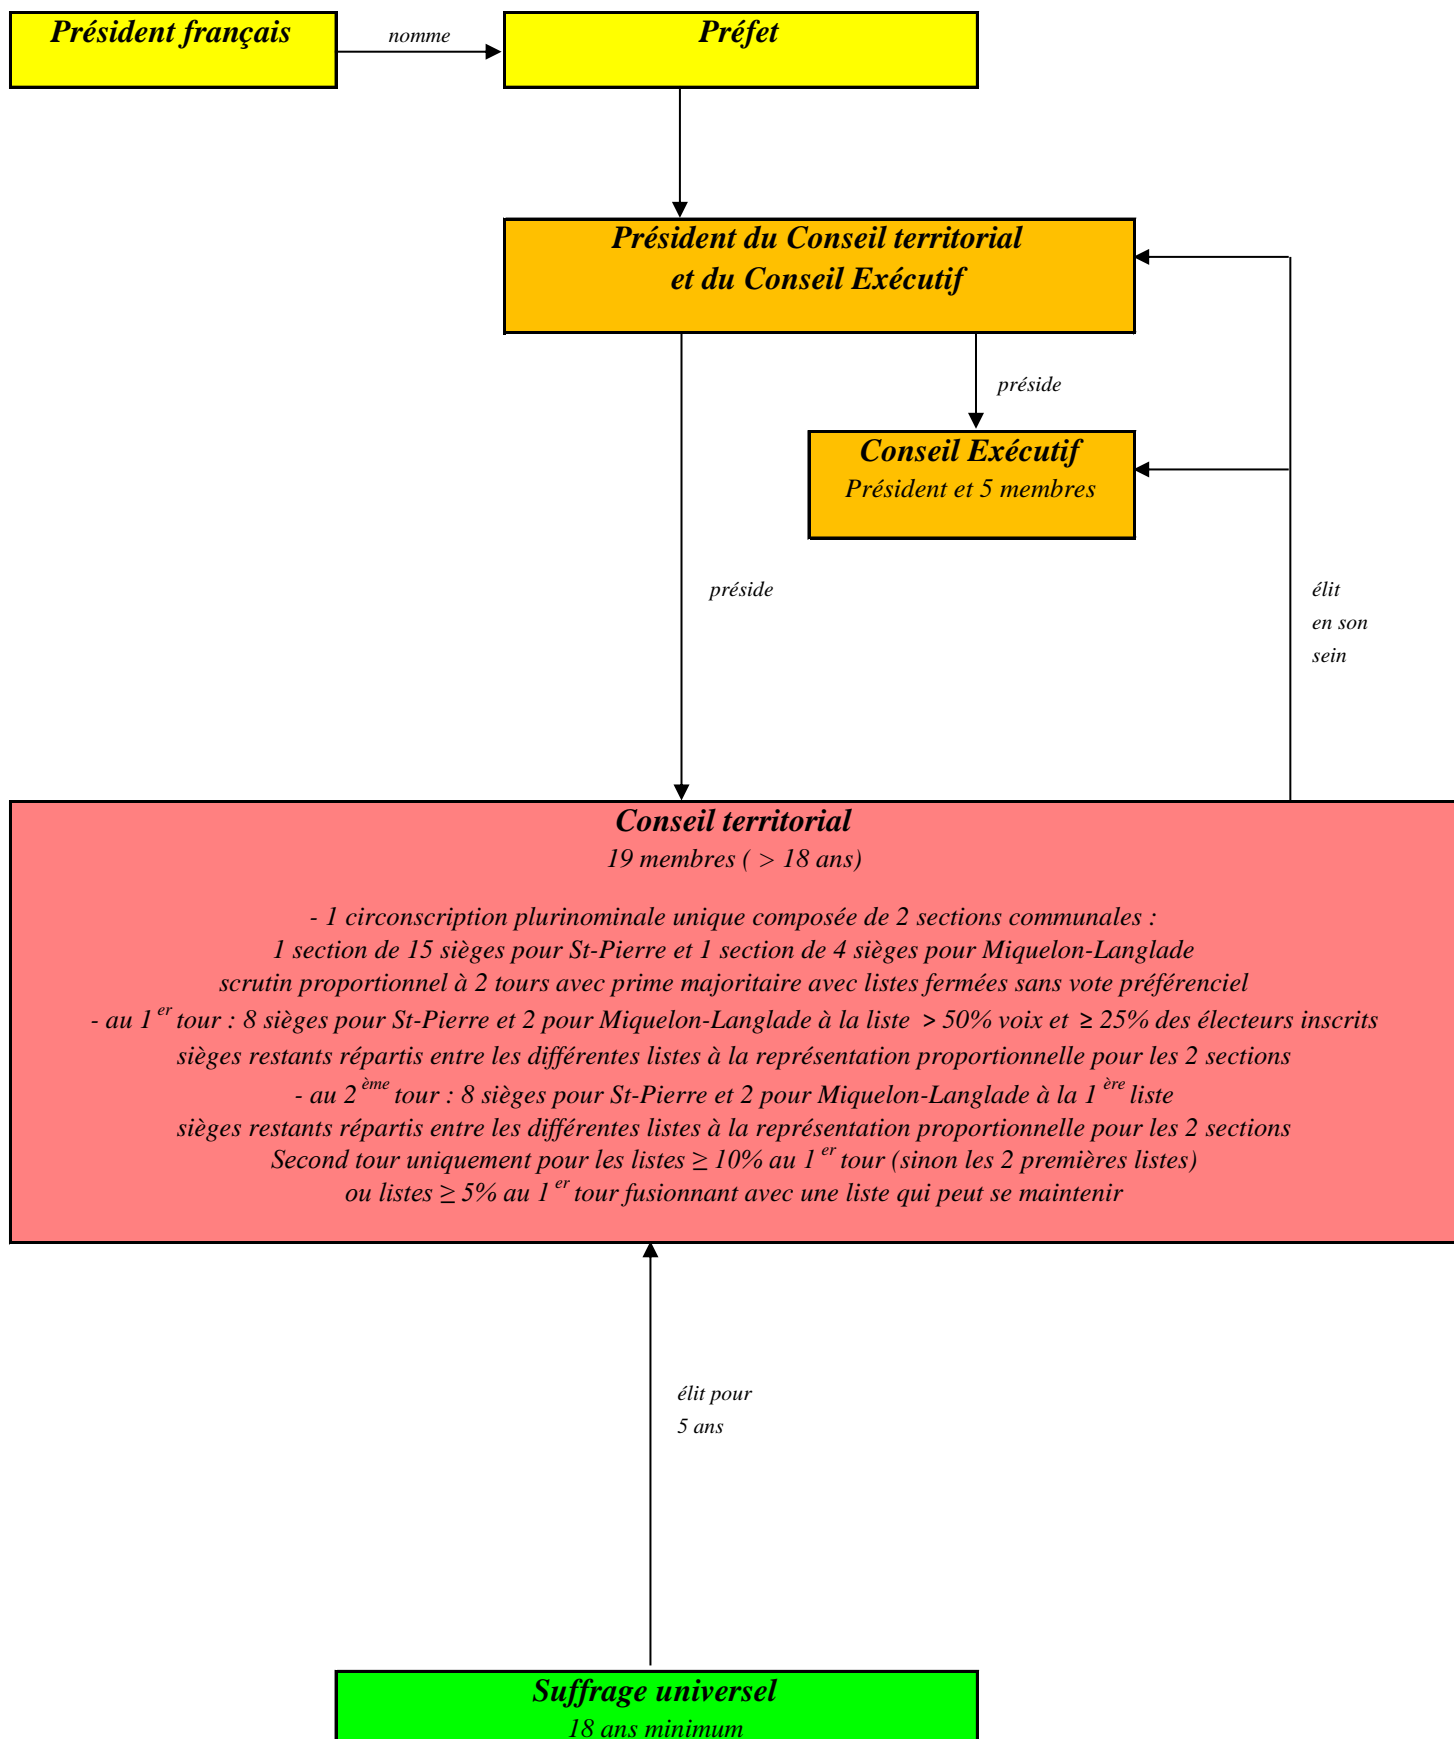 Président français
nomme
Préfet
Président du Conseil territorial
et du Conseil Exécutif
préside
Conseil Exécutif
Président et 5 membres
préside
élit
en son
sein
Conseil territorial
19 membres ( > 18 ans)
- 1 circonscription plurinominale unique composée de 2 sections communales :
1 section de 15 sièges pour St-Pierre et 1 section de 4 sièges pour Miquelon-Langlade
scrutin proportionnel à 2 tours avec prime majoritaire avec listes fermées sans vote préférenciel
- au 1er tour : 8 sièges pour St-Pierre et 2 pour Miquelon-Langlade à la liste > 50% voix et ≥ 25% des électeurs inscrits
sièges restants répartis entre les différentes listes à la représentation proportionnelle pour les 2 sections
- au 2ème tour : 8 sièges pour St-Pierre et 2 pour Miquelon-Langlade à la 1ère liste
sièges restants répartis entre les différentes listes à la représentation proportionnelle pour les 2 sections
Second tour uniquement pour les listes ≥ 10% au 1er tour (sinon les 2 premières listes)
ou listes ≥ 5% au 1er tour fusionnant avec une liste qui peut se maintenir
élit pour
5 ans
Suffrage universel
18 ans minimum